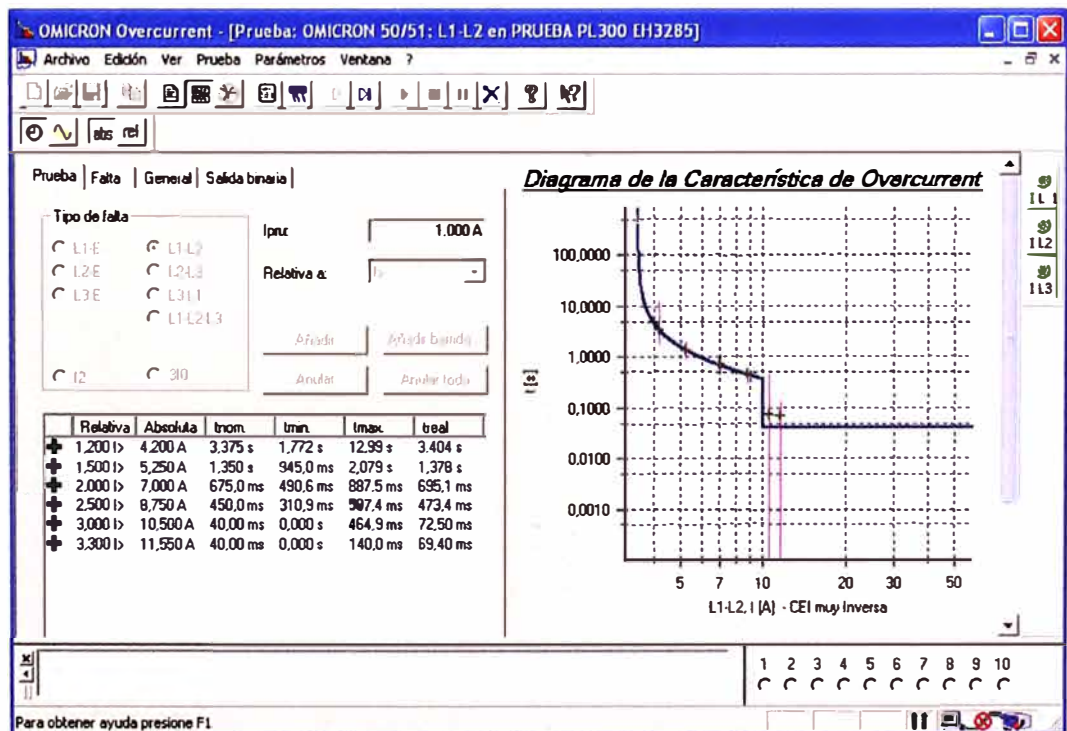 OMICRON Overcurrent - [Prueba: OMICRON 50/51: L1-L2 en PRUEBA PL300 EH3285]
Archivo Edición Ver Prueba Parámetros Ventana ?
abs rel
Prueba Falta General Salida binaria
Tipo de falta
L1-E L1-L2
L2-E L2-L3
L3-E L3-L1
L1-L2-L3
I2 3I0
Ipru: 1.000 A
Relativa a:
Añadir Añadir barrido
Anular Anular todo
Relativa Absoluta tnom. tmin. tmax. treal
1,200 I> 4,200 A 3,375 s 1,772 s 12,99 s 3.404 s
1,500 I> 5,250 A 1,350 s 945,0 ms 2,079 s 1,378 s
2,000 I> 7,000 A 675,0 ms 490,6 ms 887.5 ms 695,1 ms
2,500 I> 8,750 A 450,0 ms 310,9 ms 597,4 ms 473,4 ms
3,000 I> 10,500 A 40,00 ms 0,000 s 464,9 ms 72,50 ms
3,300 I> 11,550 A 40,00 ms 0,000 s 140,0 ms 69,40 ms
Diagrama de la Característica de Overcurrent
t [s]
100,0000
10,0000
1,0000
0,1000
0,0100
0,0010
5 7 10 20 30 50
L1-L2, I [A] - CEI muy Inversa
I L 1
I L2
I L3
1 2 3 4 5 6 7 8 9 10
Para obtener ayuda presione F1